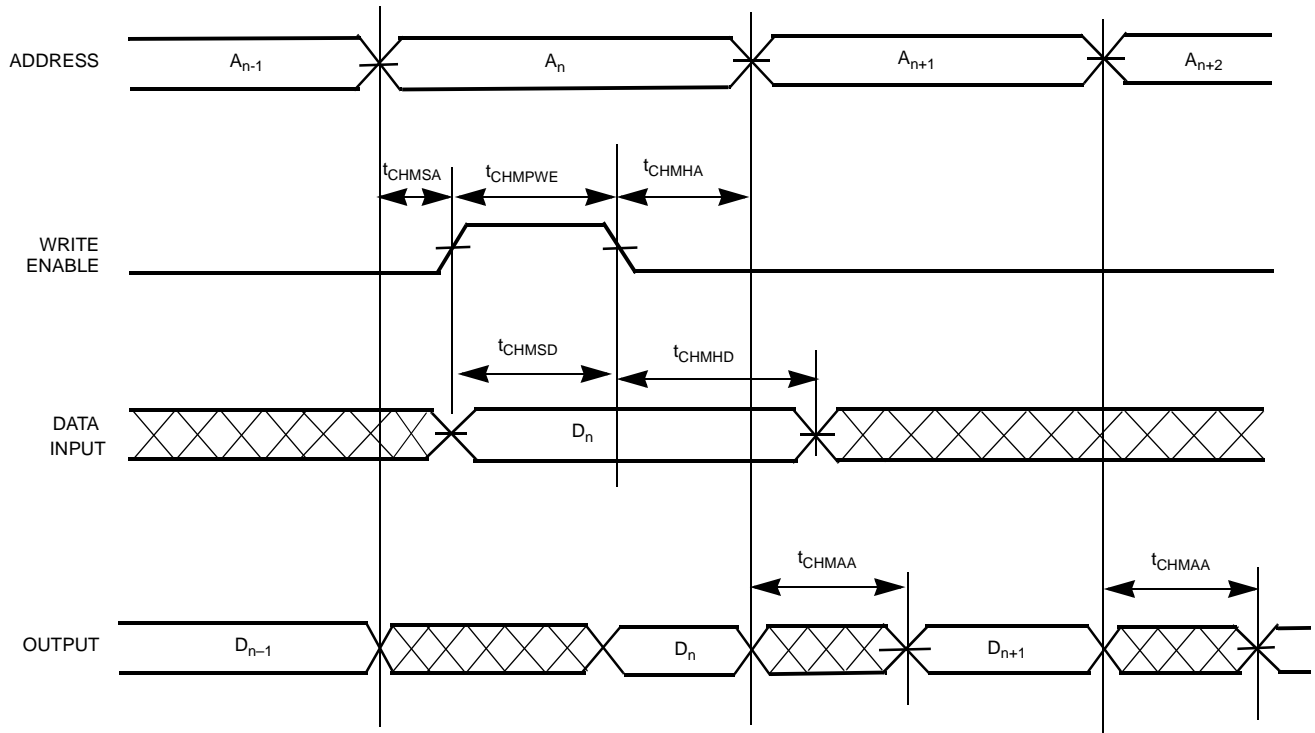 ADDRESS
Aₙ₋₁
Aₙ
Aₙ₊₁
Aₙ₊₂
tCHMSA
tCHMPWE
tCHMHA
WRITE
ENABLE
tCHMSD
tCHMHD
DATA
INPUT
Dₙ
tCHMAA
tCHMAA
OUTPUT
Dₙ₋₁
Dₙ
Dₙ₊₁